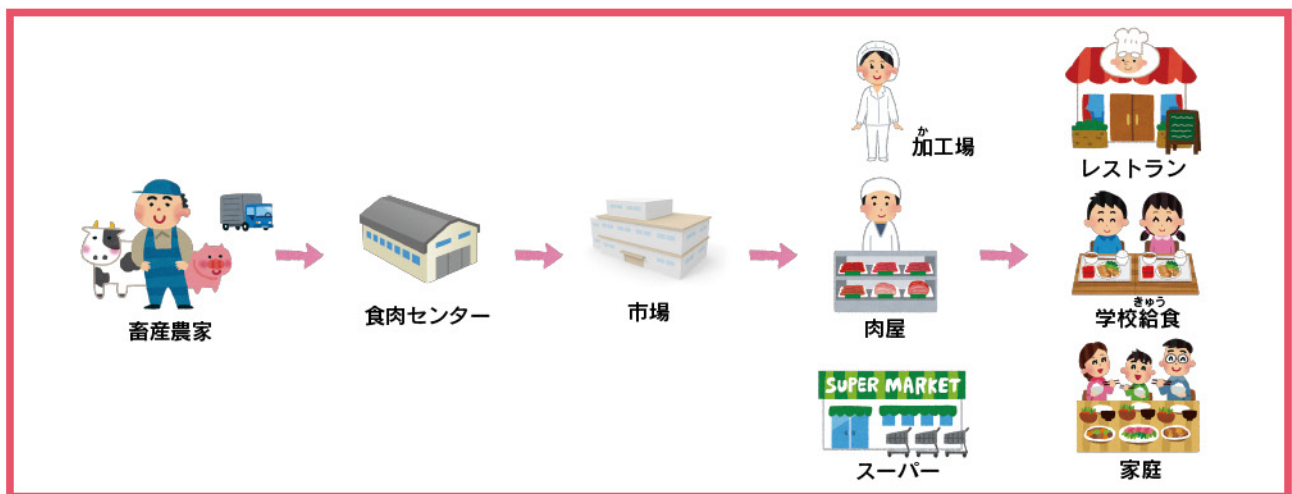 畜産農家
食肉センター
市場
か
加工場
肉屋
SUPER MARKET
スーパー
レストラン
きゅう
学校給食
家庭